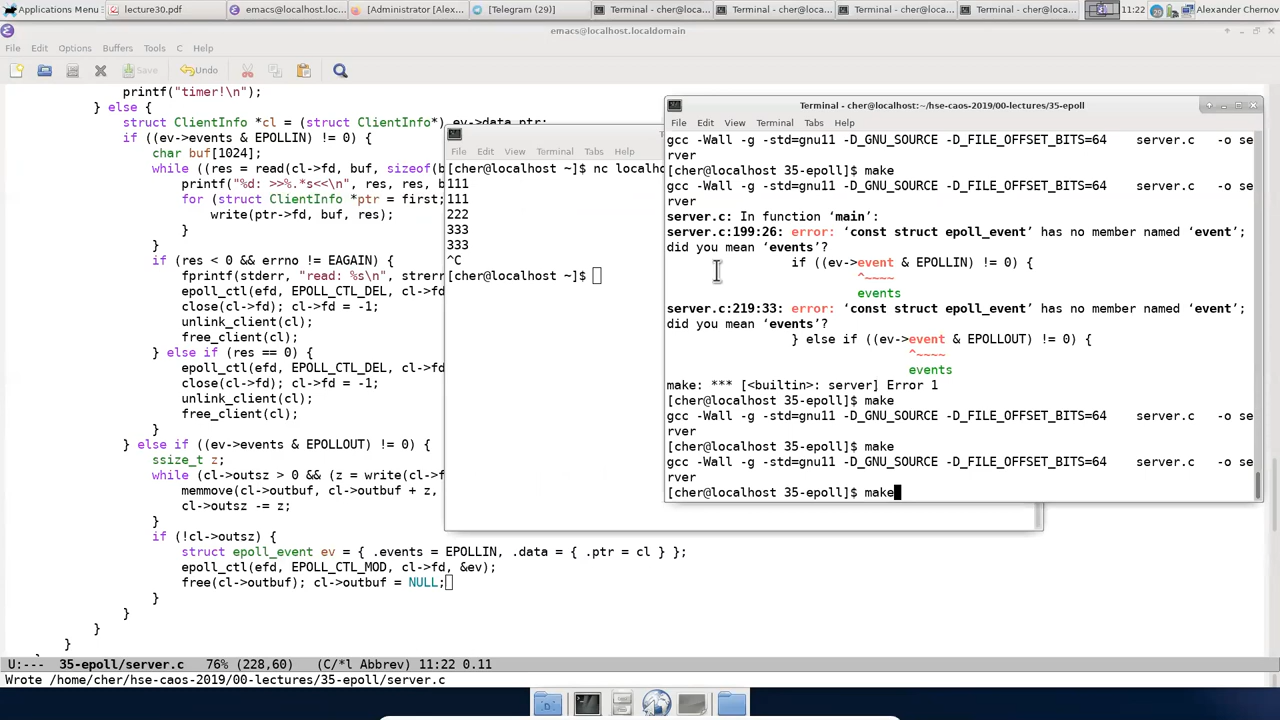 Applications Menu
lecture30.pdf
emacs@localhost.localdo...
[Administrator [Alex...
[Telegram (29)]
Terminal - cher@localho...
Terminal - cher@localho...
Terminal - cher@localho...
Terminal - cher@localho...
11:22
Alexander Chernov
emacs@localhost.localdomain
File Edit Options Buffers Tools C Help
Save Undo
printf("timer!\n");
} else {
struct ClientInfo *cl = (struct ClientInfo*) ev->data.ptr;
if ((ev->events & EPOLLIN) != 0) {
char buf[1024];
while ((res = read(cl->fd, buf, sizeof(b
printf("%d: >>%.*s<<\n", res, res, b
for (struct ClientInfo *ptr = first;
write(ptr->fd, buf, res);
}
}
if (res < 0 && errno != EAGAIN) {
fprintf(stderr, "read: %s\n", strerr
epoll_ctl(efd, EPOLL_CTL_DEL, cl->fd
close(cl->fd); cl->fd = -1;
unlink_client(cl);
free_client(cl);
} else if (res == 0) {
epoll_ctl(efd, EPOLL_CTL_DEL, cl->fd
close(cl->fd); cl->fd = -1;
unlink_client(cl);
free_client(cl);
}
} else if ((ev->events & EPOLLOUT) != 0) {
ssize_t z;
while (cl->outsz > 0 && (z = write(cl->f
memmove(cl->outbuf, cl->outbuf + z,
cl->outsz -= z;
}
if (!cl->outsz) {
struct epoll_event ev = { .events = EPOLLIN, .data = { .ptr = cl } };
epoll_ctl(efd, EPOLL_CTL_MOD, cl->fd, &ev);
free(cl->outbuf); cl->outbuf = NULL;
}
}
}
}
U:--- 35-epoll/server.c 76% (228,60) (C/*l Abbrev) 11:22 0.11
Wrote /home/cher/hse-caos-2019/00-lectures/35-epoll/server.c
File Edit View Terminal Tabs Help
[cher@localhost ~]$ nc localho
111
111
222
333
333
^C
[cher@localhost ~]$
Terminal - cher@localhost:~/hse-caos-2019/00-lectures/35-epoll
File Edit View Terminal Tabs Help
gcc -Wall -g -std=gnu11 -D_GNU_SOURCE -D_FILE_OFFSET_BITS=64 server.c -o se
rver
[cher@localhost 35-epoll]$ make
gcc -Wall -g -std=gnu11 -D_GNU_SOURCE -D_FILE_OFFSET_BITS=64 server.c -o se
rver
server.c: In function ‘main’:
server.c:199:26: error: ‘const struct epoll_event’ has no member named ‘event’;
did you mean ‘events’?
if ((ev->event & EPOLLIN) != 0) {
^~~~~
events
server.c:219:33: error: ‘const struct epoll_event’ has no member named ‘event’;
did you mean ‘events’?
} else if ((ev->event & EPOLLOUT) != 0) {
^~~~~
events
make: *** [<builtin>: server] Error 1
[cher@localhost 35-epoll]$ make
gcc -Wall -g -std=gnu11 -D_GNU_SOURCE -D_FILE_OFFSET_BITS=64 server.c -o se
rver
[cher@localhost 35-epoll]$ make
gcc -Wall -g -std=gnu11 -D_GNU_SOURCE -D_FILE_OFFSET_BITS=64 server.c -o se
rver
[cher@localhost 35-epoll]$ make